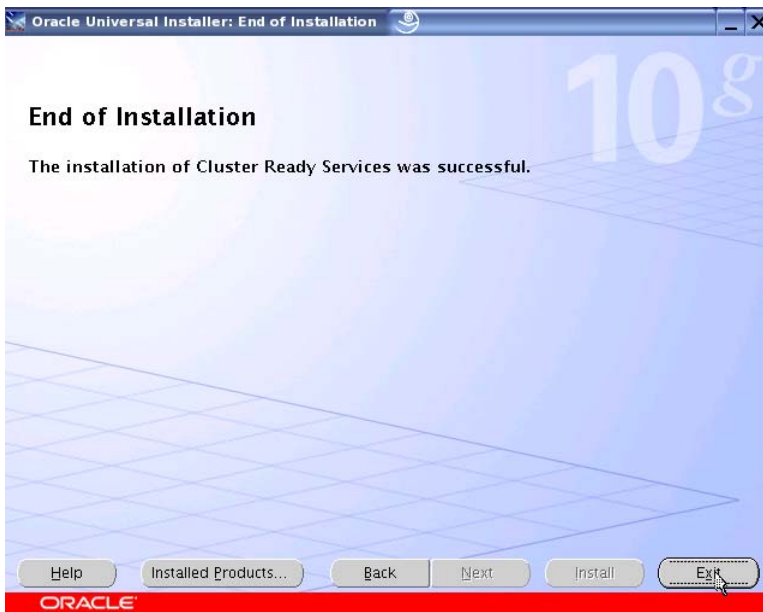 Oracle Universal Installer: End of Installation
10g
End of Installation
The installation of Cluster Ready Services was successful.
Help
Installed Products...
Back
Next
Install
Exit
ORACLE